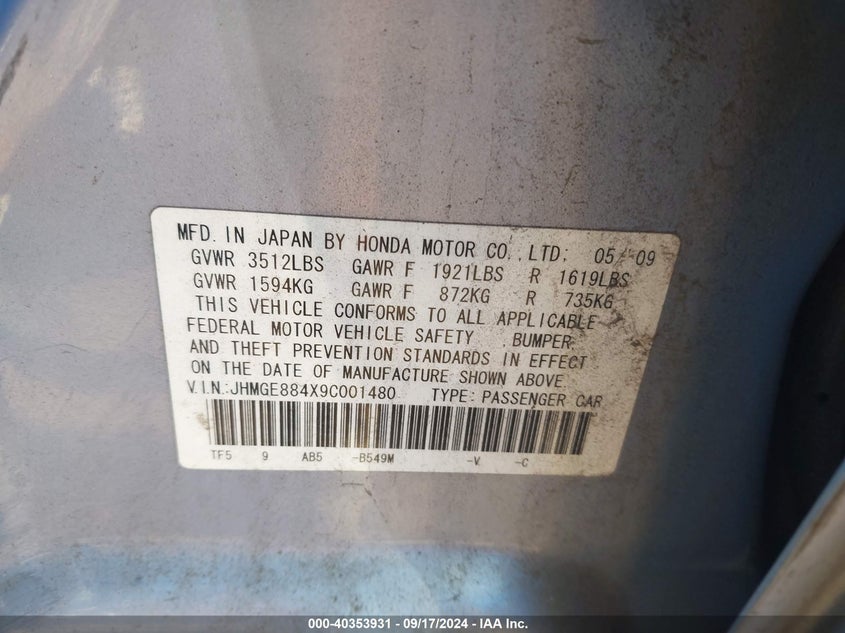 MFD. IN JAPAN BY HONDA MOTOR CO., LTD: 05/09
GVWR 3512LBS GAWR F 1921LBS R 1619LBS
GVWR 1594KG GAWR F 872KG R 735KG
THIS VEHICLE CONFORMS TO ALL APPLICABLE
FEDERAL MOTOR VEHICLE SAFETY, BUMPER,
AND THEFT PREVENTION STANDARDS IN EFFECT
ON THE DATE OF MANUFACTURE SHOWN ABOVE.
V.I.N.:JHMGE884X9C001480 TYPE: PASSENGER CAR
TF5 9 AB5 -B549M -V -C
000-40353931 - 09/17/2024 - IAA Inc.